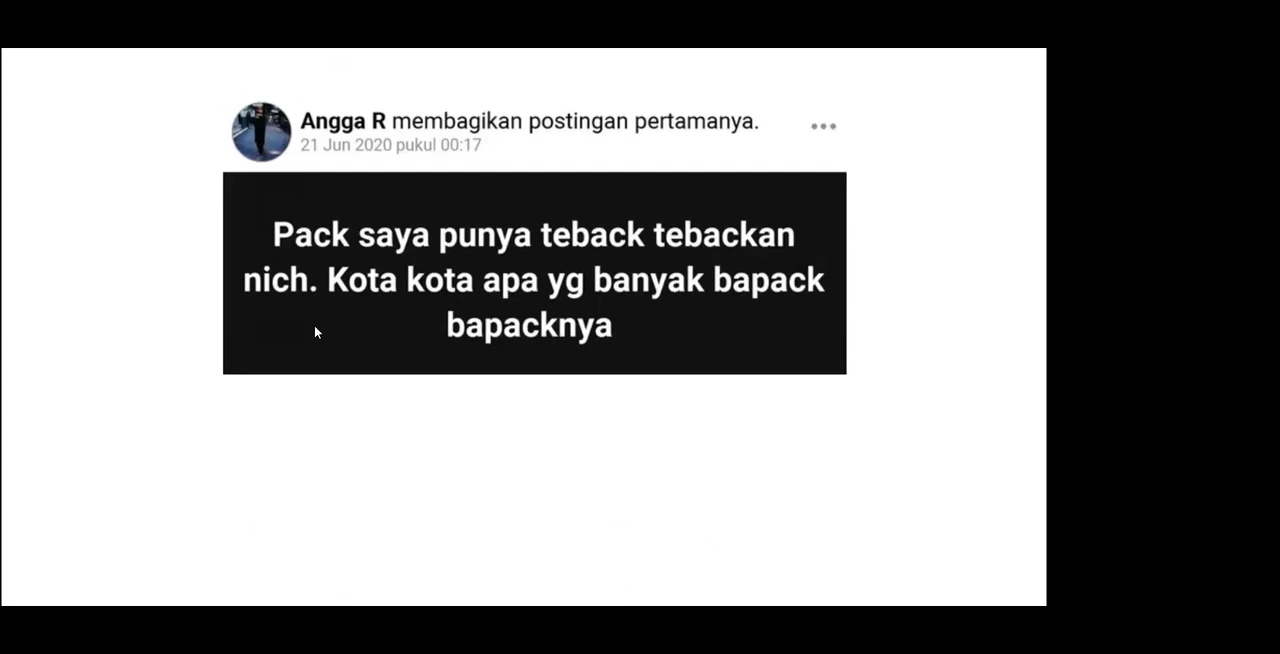 Angga R membagikan postingan pertamanya.
21 Jun 2020 pukul 00:17
Pack saya punya teback tebackan
nich. Kota kota apa yg banyak bapack
bapacknya